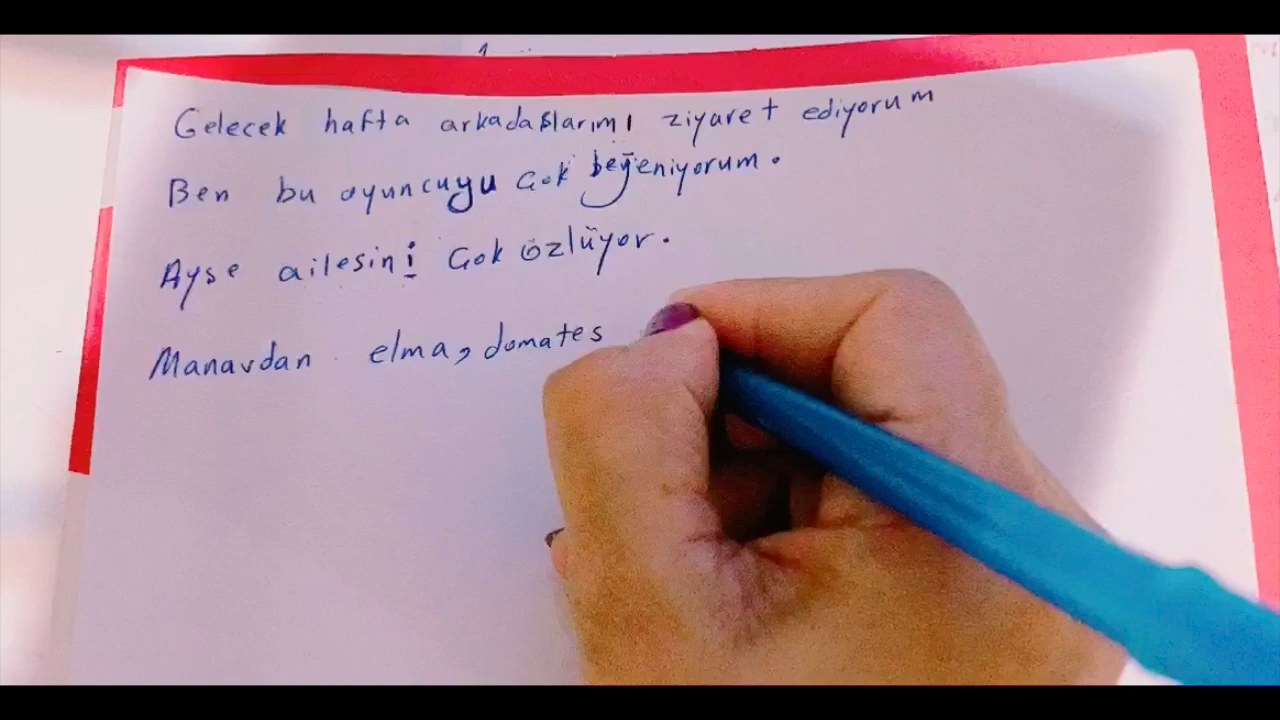 Gelecek hafta arkadaşlarımı ziyaret ediyorum
Ben bu oyuncuyu çok beğeniyorum.
Ayşe ailesini çok özlüyor.
Manavdan elma, domates